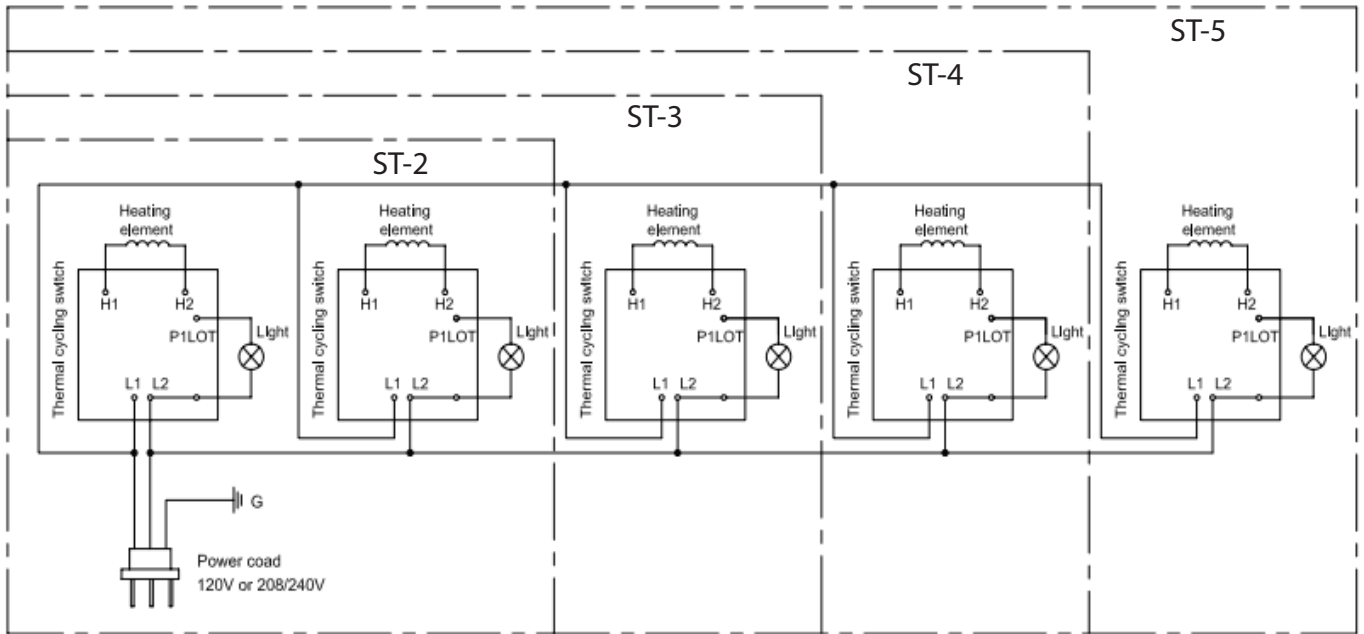 ST-5
ST-4
ST-3
ST-2
Heating
element
Thermal cycling switch
H1
H2
P1LOT
LIght
L1
L2
Heating
element
Thermal cycling switch
H1
H2
P1LOT
LIght
L1
L2
Heating
element
Thermal cycling switch
H1
H2
P1LOT
LIght
L1
L2
Heating
element
Thermal cycling switch
H1
H2
P1LOT
LIght
L1
L2
Heating
element
Thermal cycling switch
H1
H2
P1LOT
LIght
L1
L2
G
Power coad
120V or 208/240V